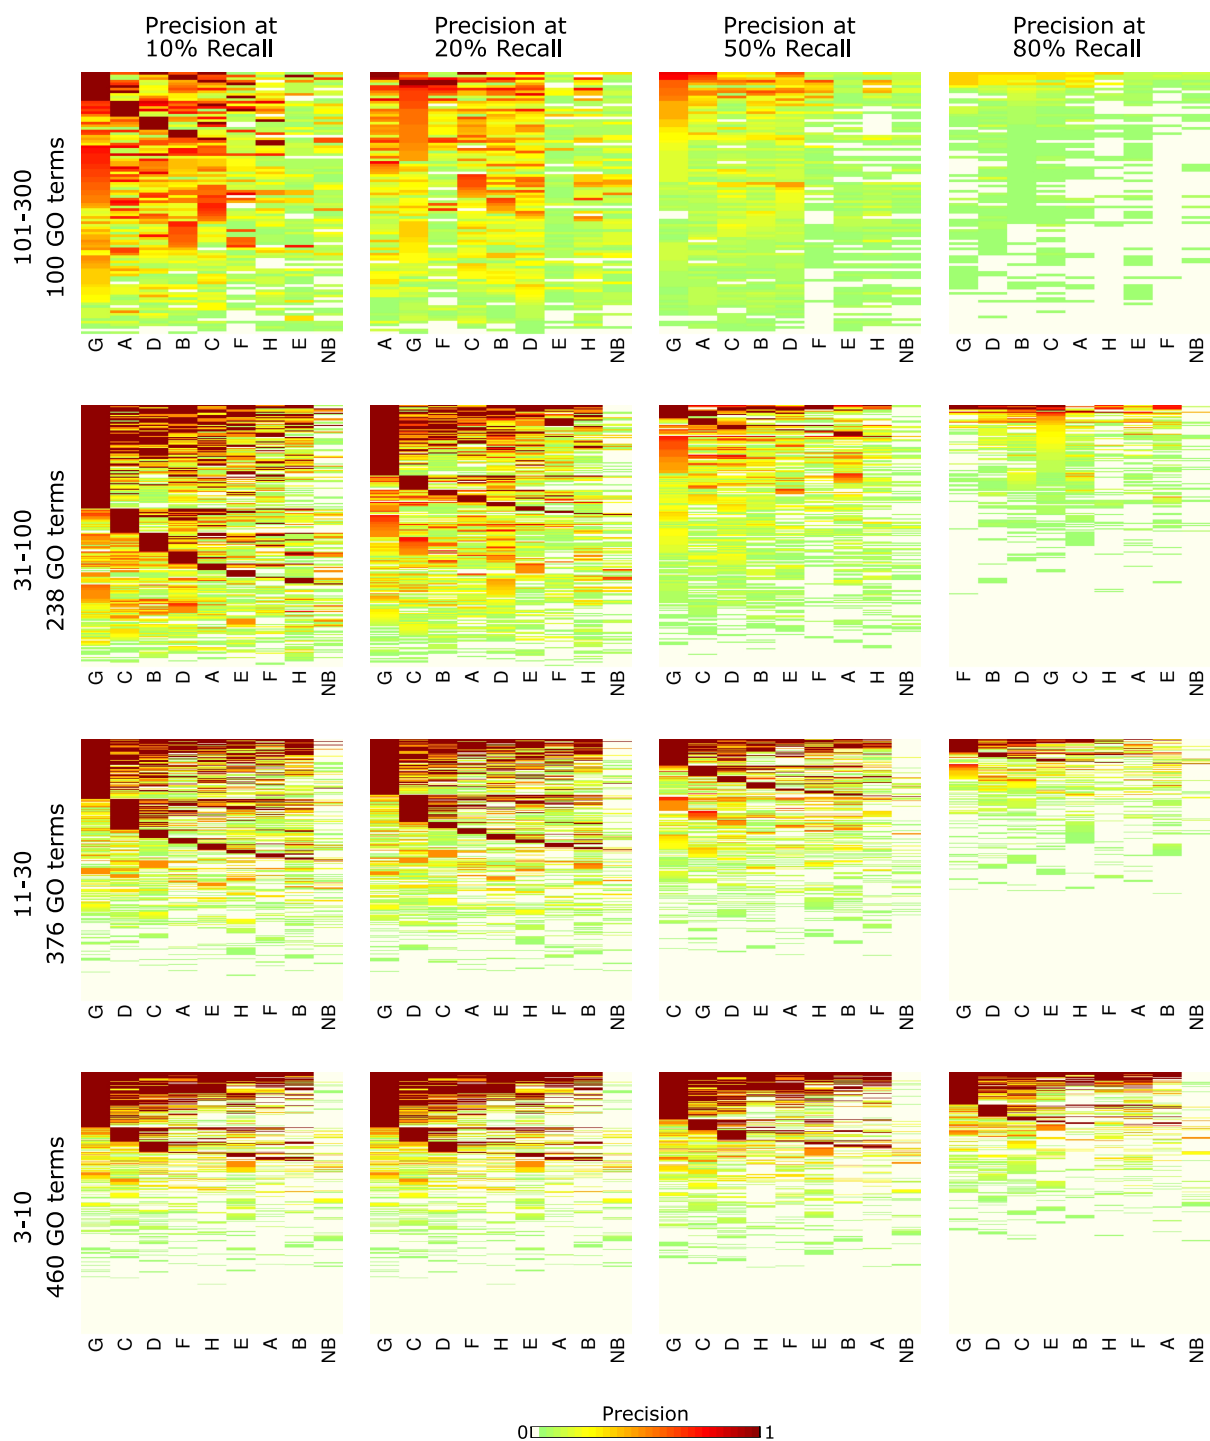 Precision at
10% Recall
Precision at
20% Recall
Precision at
50% Recall
Precision at
80% Recall
101-300
100 GO terms
G A D B C F H E NB
A G F C B D E H NB
G A C B D F E H NB
G D B C A H E F NB
31-100
238 GO terms
G C B D A E F H NB
G C B A D E F H NB
G C D B E F A H NB
F B D G C H A E NB
11-30
376 GO terms
G D C A E H F B NB
G D C A E H F B NB
C G D E A H B F NB
G D C E H F A B NB
3-10
460 GO terms
G C D F H E A B NB
G C D F H E A B NB
G C D H F E B A NB
G D C E B H F A NB
Precision
0 1